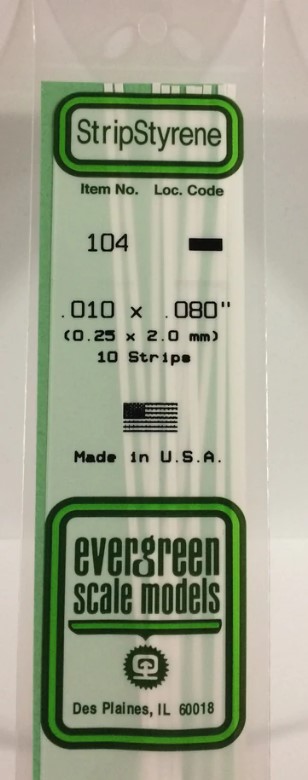 StripStyrene
Item No. Loc. Code
104
.010 x .080"
(0.25 x 2.0 mm)
10 Strips
Made in U.S.A.
evergreen
scale models
Des Plaines, IL 60018